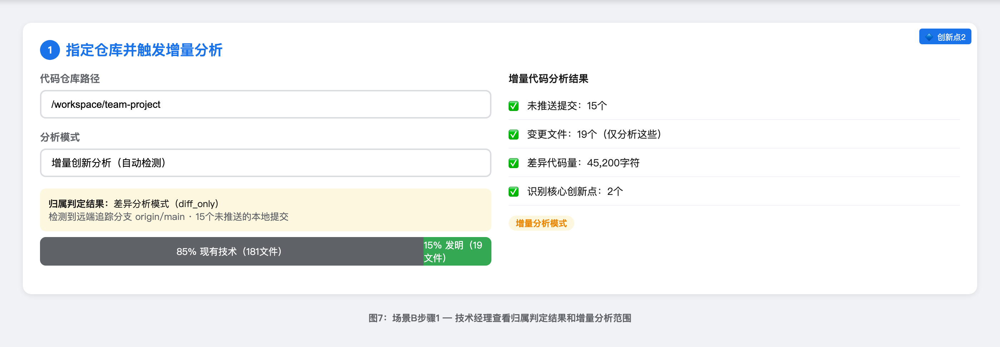 创新点2
1 指定仓库并触发增量分析
代码仓库路径
/workspace/team-project
分析模式
增量创新分析（自动检测）
归属判定结果：差异分析模式（diff_only）
检测到远端追踪分支 origin/main · 15个未推送的本地提交
85% 现有技术（181文件）
15% 发明（19
文件）
增量代码分析结果
✅ 未推送提交：15个
✅ 变更文件：19个（仅分析这些）
✅ 差异代码量：45,200字符
✅ 识别核心创新点：2个
增量分析模式
图7：场景B步骤1 — 技术经理查看归属判定结果和增量分析范围